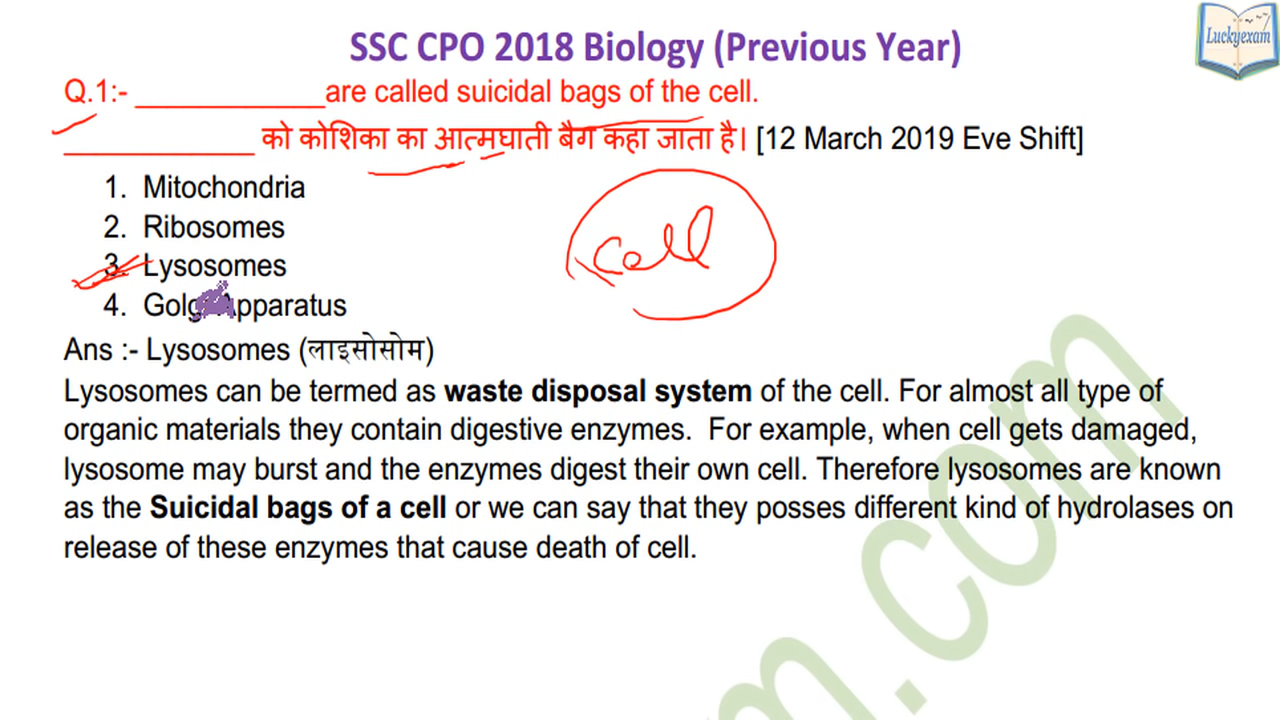 Luckyexam
SSC CPO 2018 Biology (Previous Year)
Q.1:- ____________are called suicidal bags of the cell.
____________ को कोशिका का आत्मघाती बैग कहा जाता है। [12 March 2019 Eve Shift]
1. Mitochondria
2. Ribosomes
3. Lysosomes
4. Golgi Apparatus
cell
Ans :- Lysosomes (लाइसोसोम)
Lysosomes can be termed as waste disposal system of the cell. For almost all type of
organic materials they contain digestive enzymes. For example, when cell gets damaged,
lysosome may burst and the enzymes digest their own cell. Therefore lysosomes are known
as the Suicidal bags of a cell or we can say that they posses different kind of hydrolases on
release of these enzymes that cause death of cell.
m.com